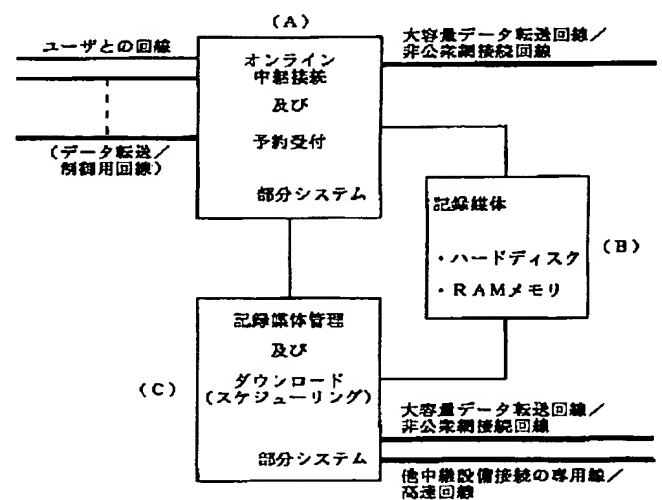 (A)
ユーザとの回線
大容量データ転送回線／
非公衆網接続回線
オンライン
中継接続
及び
予約受付
部分システム
(データ転送／
制御用回線)
記録媒体
・ハードディスク
・RAMメモリ
(B)
記録媒体管理
及び
ダウンロード
(スケジューリング)
部分システム
(C)
大容量データ転送回線／
非公衆網接続回線
他中継設備接続の専用線／
高速回線